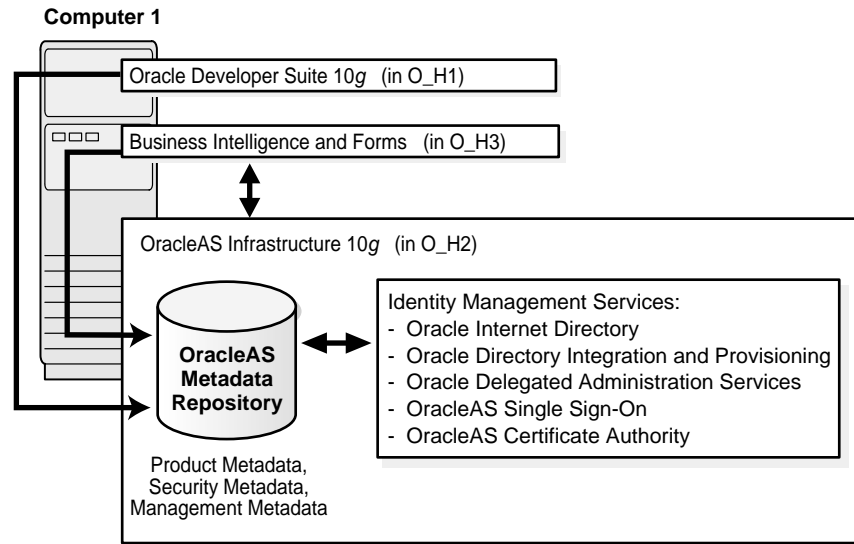 Computer 1
Oracle Developer Suite 10g (in O_H1)
Business Intelligence and Forms (in O_H3)
OracleAS Infrastructure 10g (in O_H2)
OracleAS
Metadata
Repository
Product Metadata,
Security Metadata,
Management Metadata
Identity Management Services:
- Oracle Internet Directory
- Oracle Directory Integration and Provisioning
- Oracle Delegated Administration Services
- OracleAS Single Sign-On
- OracleAS Certificate Authority